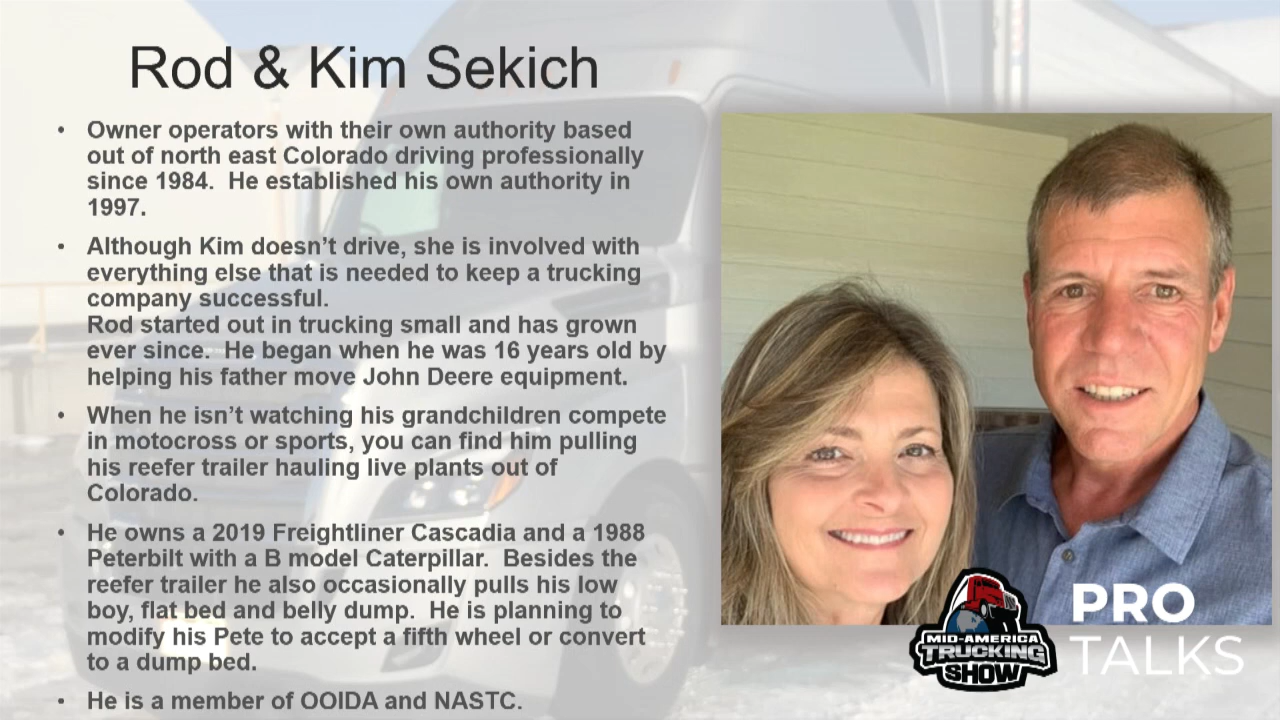 Rod & Kim Sekich
• Owner operators with their own authority based
out of north east Colorado driving professionally
since 1984.  He established his own authority in
1997.
• Although Kim doesn’t drive, she is involved with
everything else that is needed to keep a trucking
company successful.
Rod started out in trucking small and has grown
ever since.  He began when he was 16 years old by
helping his father move John Deere equipment.
• When he isn’t watching his grandchildren compete
in motocross or sports, you can find him pulling
his reefer trailer hauling live plants out of
Colorado.
• He owns a 2019 Freightliner Cascadia and a 1988
Peterbilt with a B model Caterpillar.  Besides the
reefer trailer he also occasionally pulls his low
boy, flat bed and belly dump.  He is planning to
modify his Pete to accept a fifth wheel or convert
to a dump bed.
• He is a member of OOIDA and NASTC.
MID-AMERICA
TRUCKING
SHOW
PRO
TALKS